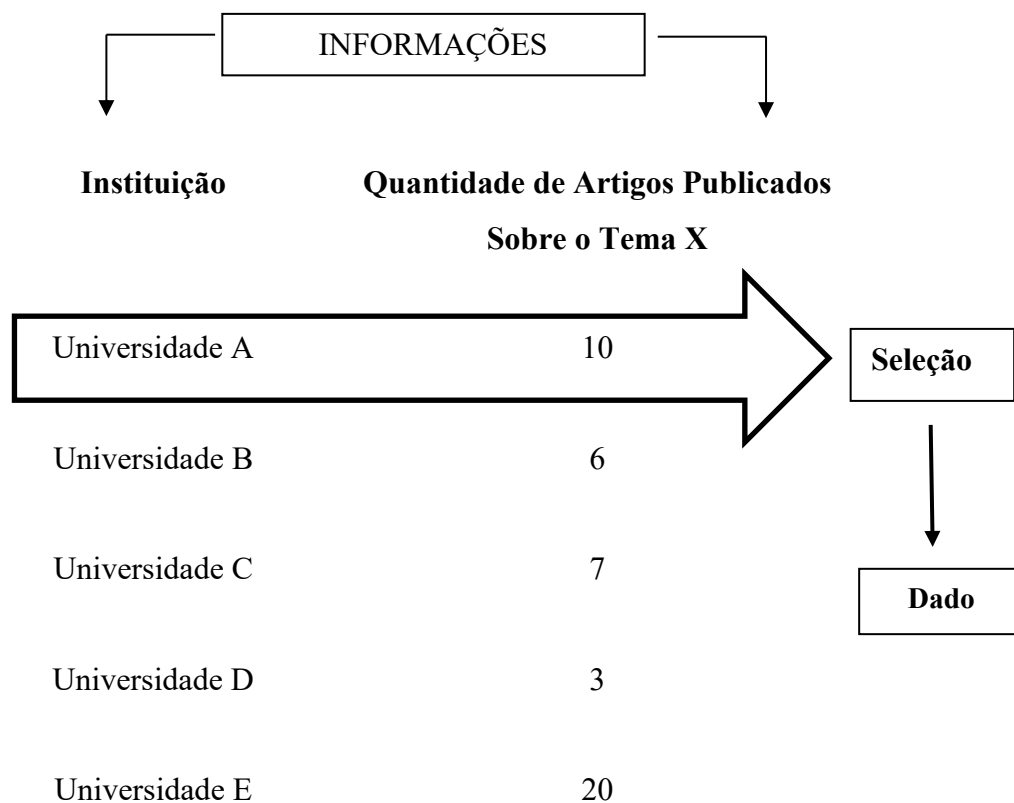 INFORMAÇÕES
Instituição Quantidade de Artigos Publicados
Sobre o Tema X
Universidade A 10
Seleção
Universidade B 6
Universidade C 7
Dado
Universidade D 3
Universidade E 20